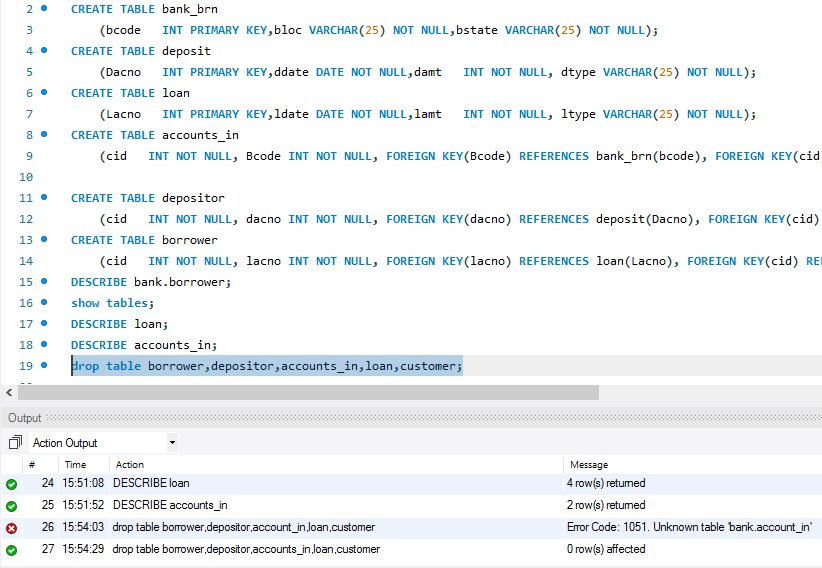 2 CREATE TABLE bank_brn
3 (bcode INT PRIMARY KEY,bloc VARCHAR(25) NOT NULL,bstate VARCHAR(25) NOT NULL);
4 CREATE TABLE deposit
5 (Dacno INT PRIMARY KEY,ddate DATE NOT NULL,damt INT NOT NULL, dtype VARCHAR(25) NOT NULL);
6 CREATE TABLE loan
7 (Lacno INT PRIMARY KEY,ldate DATE NOT NULL,lamt INT NOT NULL, ltype VARCHAR(25) NOT NULL);
8 CREATE TABLE accounts_in
9 (cid INT NOT NULL, Bcode INT NOT NULL, FOREIGN KEY(Bcode) REFERENCES bank_brn(bcode), FOREIGN KEY(cid
10
11 CREATE TABLE depositor
12 (cid INT NOT NULL, dacno INT NOT NULL, FOREIGN KEY(dacno) REFERENCES deposit(Dacno), FOREIGN KEY(cid)
13 CREATE TABLE borrower
14 (cid INT NOT NULL, lacno INT NOT NULL, FOREIGN KEY(lacno) REFERENCES loan(Lacno), FOREIGN KEY(cid) REF
15 DESCRIBE bank.borrower;
16 show tables;
17 DESCRIBE loan;
18 DESCRIBE accounts_in;
19 drop table borrower,depositor,accounts_in,loan,customer;
Output
Action Output
# Time Action Message
24 15:51:08 DESCRIBE loan 4 row(s) returned
25 15:51:52 DESCRIBE accounts_in 2 row(s) returned
26 15:54:03 drop table borrower,depositor,account_in,loan,customer Error Code: 1051. Unknown table 'bank.account_in'
27 15:54:29 drop table borrower,depositor,accounts_in,loan,customer 0 row(s) affected